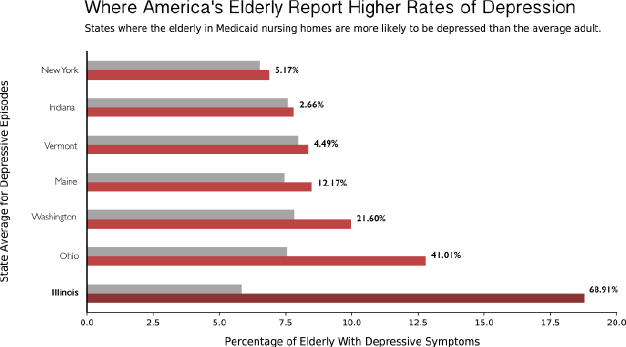 Where America's Elderly Report Higher Rates of Depression
States where the elderly in Medicaid nursing homes are more likely to be depressed than the average adult.
State Average for Depressive Episodes
New York
5.17%
Indiana
2.66%
Vermont
4.49%
Maine
12.17%
Washington
21.60%
Ohio
41.01%
Illinois
68.91%
0.0 2.5 5.0 7.5 10.0 12.5 15.0 17.5 20.0
Percentage of Elderly With Depressive Symptoms